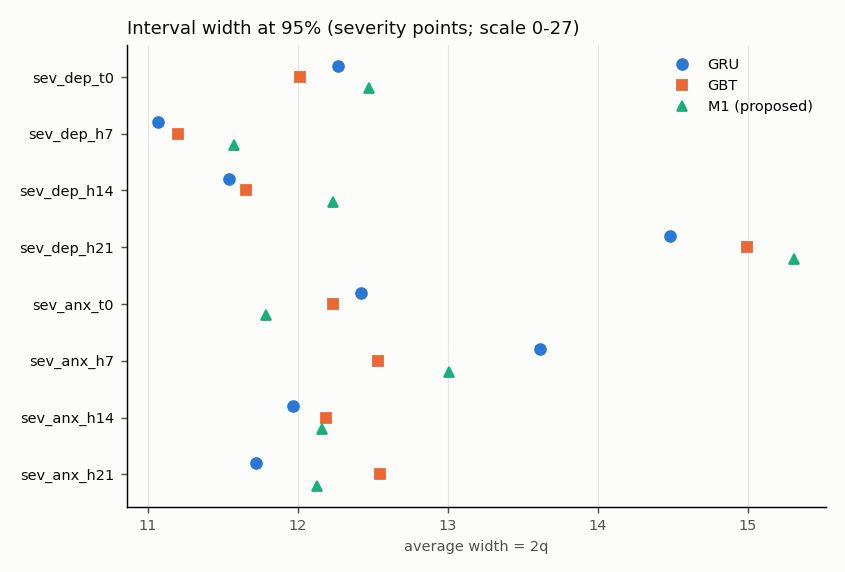 Interval width at 95% (severity points; scale 0-27)
GRU
GBT
M1 (proposed)
sev_dep_t0
sev_dep_h7
sev_dep_h14
sev_dep_h21
sev_anx_t0
sev_anx_h7
sev_anx_h14
sev_anx_h21
11 12 13 14 15
average width = 2q